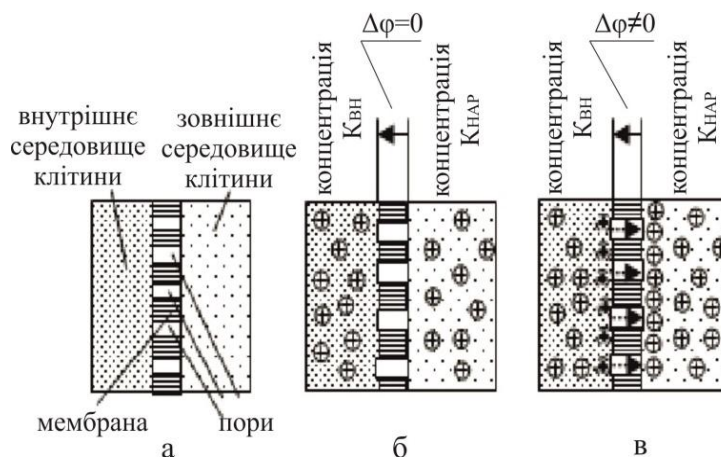 внутрішнє
середовище
клітини
зовнішнє
середовище
клітини
мембрана
пори
а
Δφ=0
концентрація
КВН
концентрація
КНАР
б
Δφ≠0
концентрація
КВН
концентрація
КНАР
в